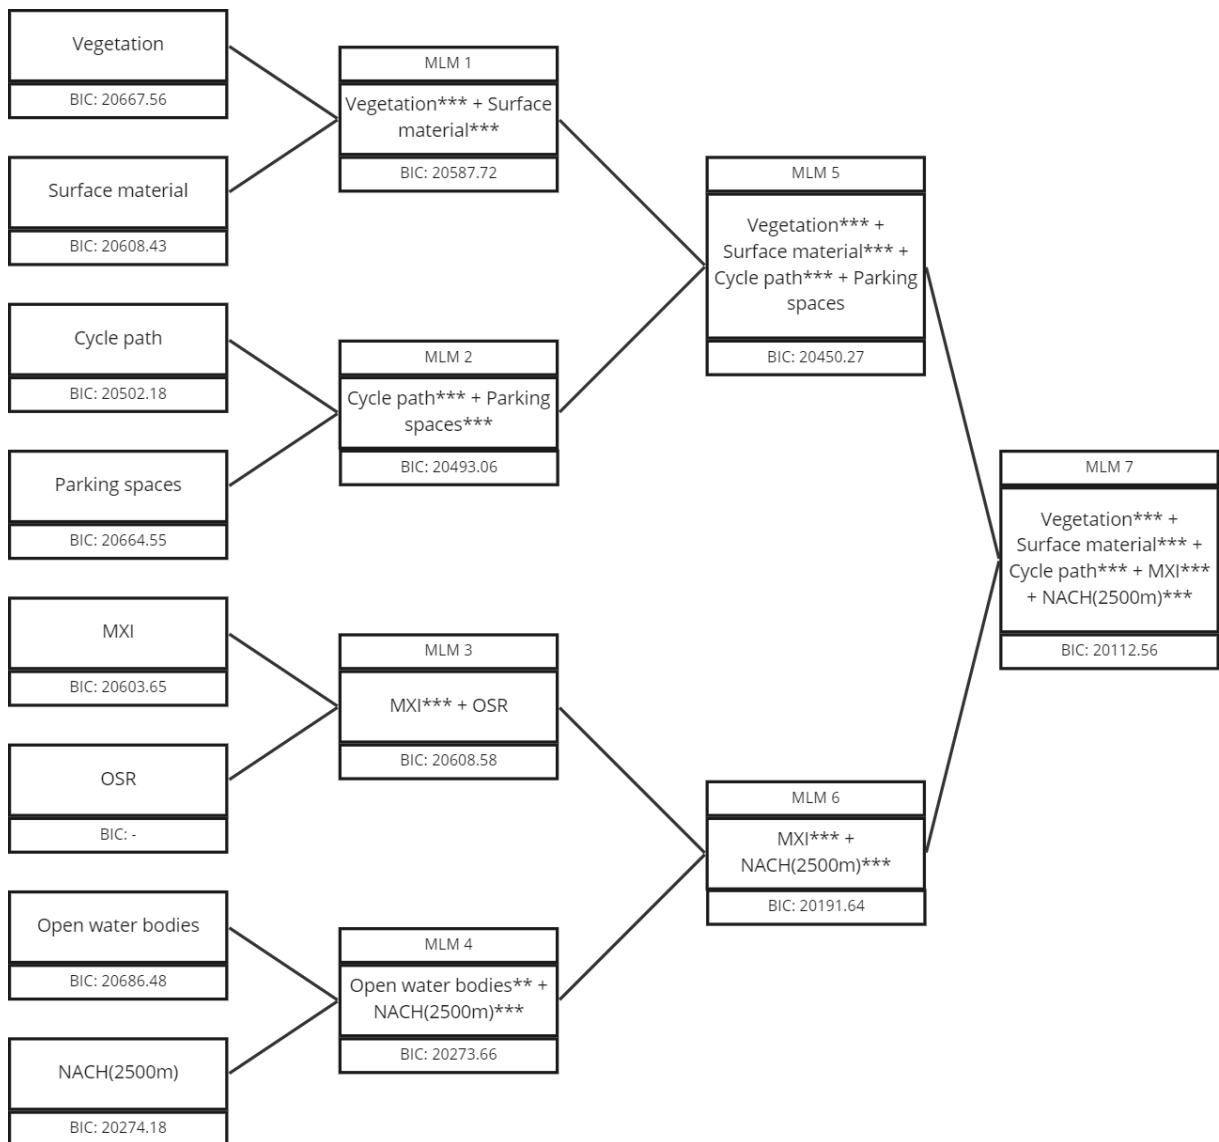 Vegetation
BIC: 20667.56
Surface material
BIC: 20608.43
Cycle path
BIC: 20502.18
Parking spaces
BIC: 20664.55
MXI
BIC: 20603.65
OSR
BIC: -
Open water bodies
BIC: 20686.48
NACH(2500m)
BIC: 20274.18
MLM 1
Vegetation*** + Surface
material***
BIC: 20587.72
MLM 2
Cycle path*** + Parking
spaces***
BIC: 20493.06
MLM 3
MXI*** + OSR
BIC: 20608.58
MLM 4
Open water bodies** +
NACH(2500m)***
BIC: 20273.66
MLM 5
Vegetation*** +
Surface material*** +
Cycle path*** + Parking
spaces
BIC: 20450.27
MLM 6
MXI*** +
NACH(2500m)***
BIC: 20191.64
MLM 7
Vegetation*** +
Surface material*** +
Cycle path*** + MXI***
+ NACH(2500m)***
BIC: 20112.56